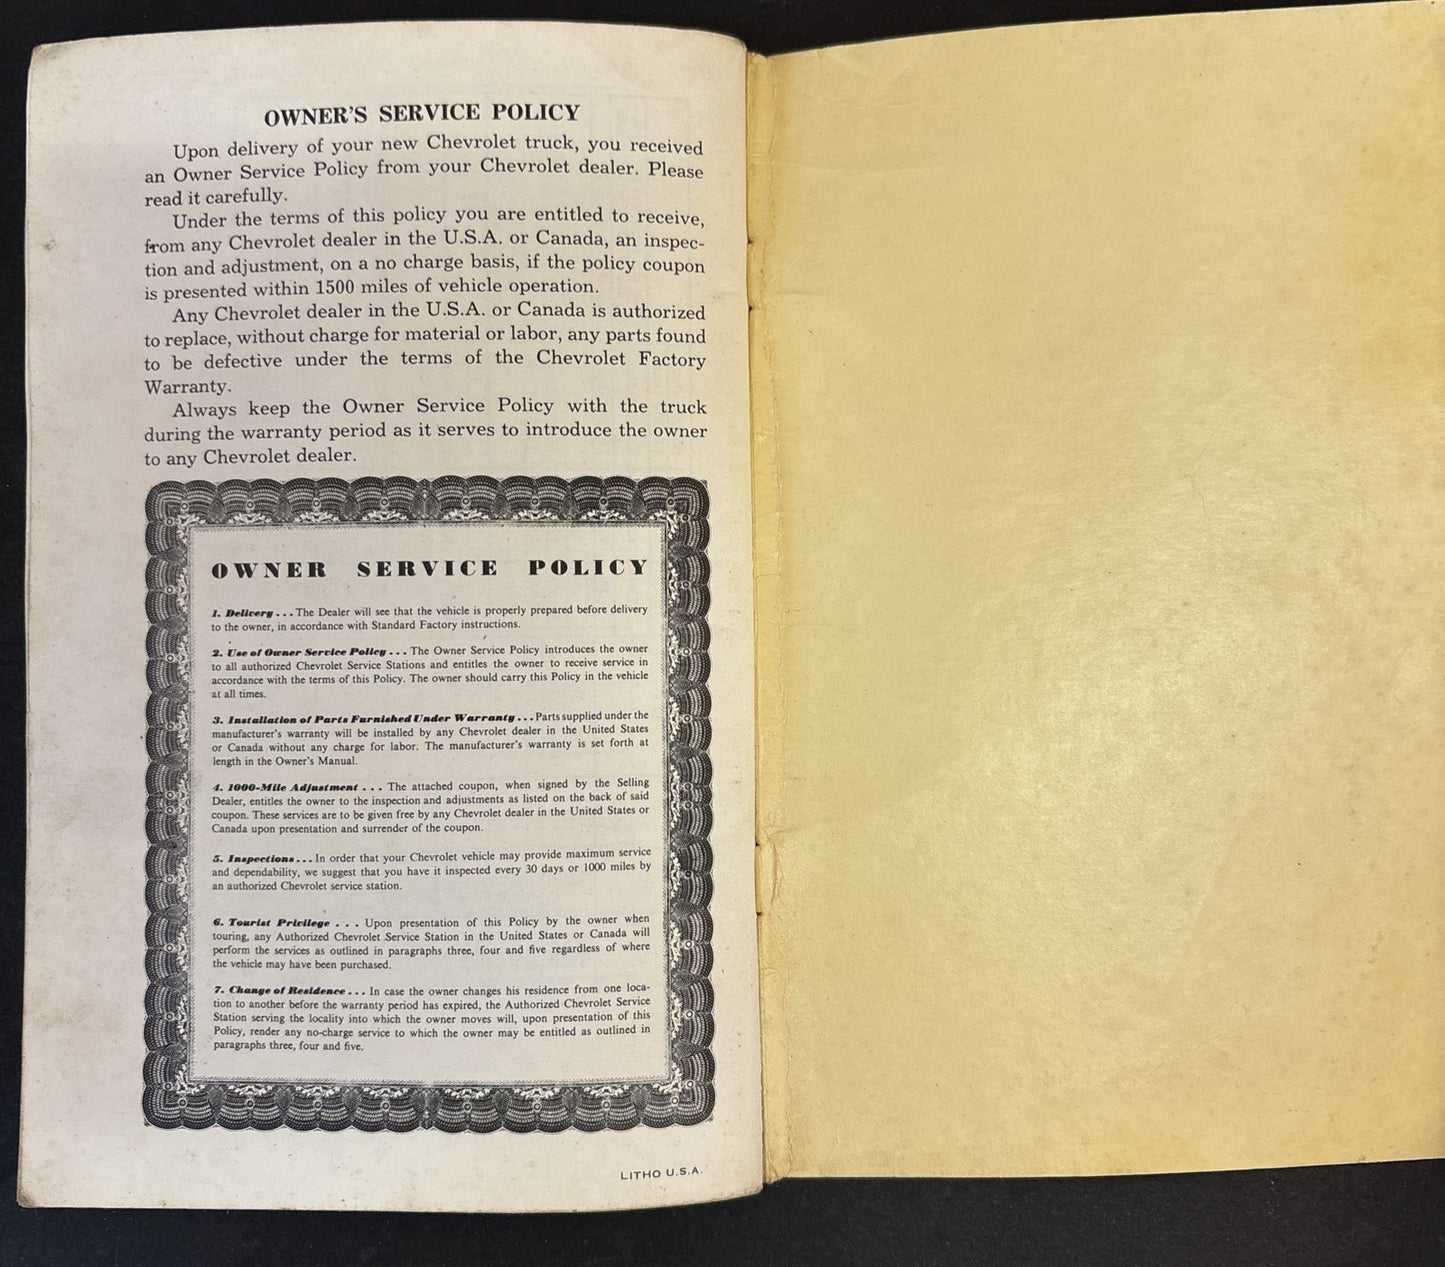 OWNER'S SERVICE POLICY
Upon delivery of your new Chevrolet truck, you received
an Owner Service Policy from your Chevrolet dealer. Please
read it carefully.
Under the terms of this policy you are entitled to receive,
from any Chevrolet dealer in the U.S.A. or Canada, an inspec-
tion and adjustment, on a no charge basis, if the policy coupon
is presented within 1500 miles of vehicle operation.
Any Chevrolet dealer in the U.S.A. or Canada is authorized
to replace, without charge for material or labor, any parts found
to be defective under the terms of the Chevrolet Factory
Warranty.
Always keep the Owner Service Policy with the truck
during the warranty period as it serves to introduce the owner
to any Chevrolet dealer.
OWNER SERVICE POLICY
1. Delivery . . . The Dealer will see that the vehicle is properly prepared before delivery
to the owner, in accordance with Standard Factory instructions.
2. Use of Owner Service Policy . . . The Owner Service Policy introduces the owner
to all authorized Chevrolet Service Stations and entitles the owner to receive service in
accordance with the terms of this Policy. The owner should carry this Policy in the vehicle
at all times.
3. Installation of Parts Furnished Under Warranty . . . Parts supplied under the
manufacturer's warranty will be installed by any Chevrolet dealer in the United States
or Canada without any charge for labor. The manufacturer's warranty is set forth at
length in the Owner's Manual.
4. 1000-Mile Adjustment . . . The attached coupon, when signed by the Selling
Dealer, entitles the owner to the inspection and adjustments as listed on the back of said
coupon. These services are to be given free by any Chevrolet dealer in the United States or
Canada upon presentation and surrender of the coupon.
5. Inspections . . . In order that your Chevrolet vehicle may provide maximum service
and dependability, we suggest that you have it inspected every 30 days or 1000 miles by
an authorized Chevrolet service station.
6. Tourist Privilege . . . Upon presentation of this Policy by the owner when
touring, any Authorized Chevrolet Service Station in the United States or Canada will
perform the services as outlined in paragraphs three, four and five regardless of where
the vehicle may have been purchased.
7. Change of Residence . . . In case the owner changes his residence from one loca-
tion to another before the warranty period has expired, the Authorized Chevrolet Service
Station serving the locality into which the owner moves will, upon presentation of this
Policy, render any no-charge service to which the owner may be entitled as outlined in
paragraphs three, four and five.
LITHO U.S.A.